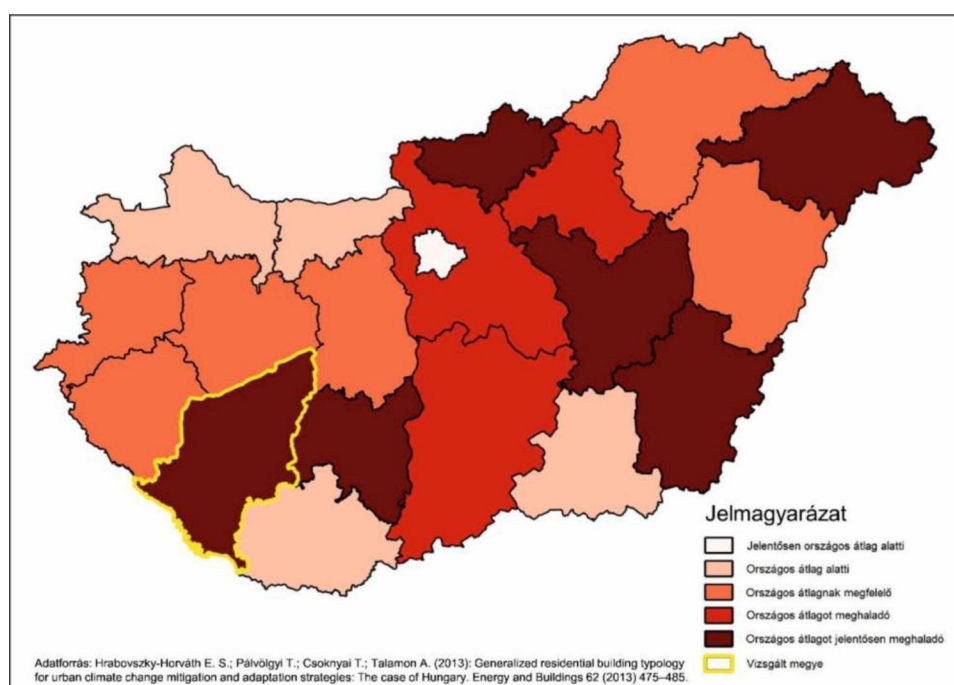 Jelmagyarázat
Jelentősen országos átlag alatti
Országos átlag alatti
Országos átlagnak megfelelő
Országos átlagot meghaladó
Országos átlagot jelentősen meghaladó
Vizsgált megye
Adatforrás: Hrabovszky-Horváth E. S.; Pálvölgyi T.; Csoknyai T.; Talamon A. (2013): Generalized residential building typology
for urban climate change mitigation and adaptation strategies: The case of Hungary. Energy and Buildings 62 (2013) 475–485.